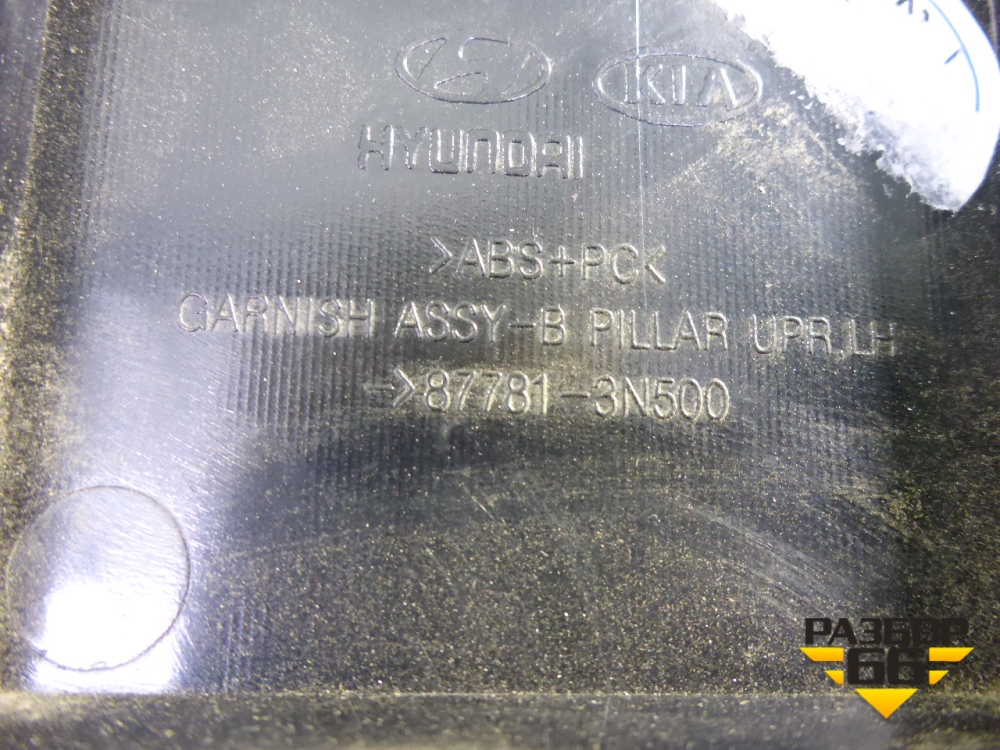 KIA
HYUNDAI
>ABS+PC<
GARNISH ASSY-B PILLAR UPR,LH
->87781-3N500
РАЗБОР
66